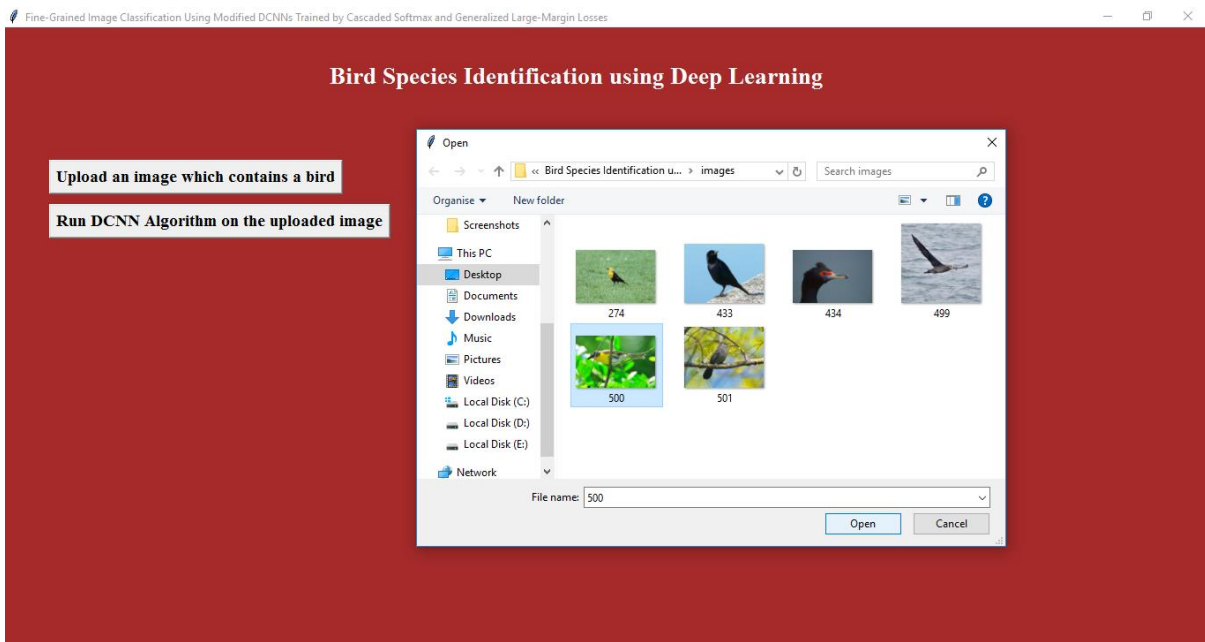 Fine-Grained Image Classification Using Modified DCNNs Trained by Cascaded Softmax and Generalized Large-Margin Losses
Bird Species Identification using Deep Learning
Upload an image which contains a bird
Run DCNN Algorithm on the uploaded image
Open
« Bird Species Identification u... › images
Search images
Organise
New folder
Screenshots
This PC
Desktop
Documents
Downloads
Music
Pictures
Videos
Local Disk (C:)
Local Disk (D:)
Local Disk (E:)
Network
274 433 434 499
500 501
File name: 500
Open Cancel